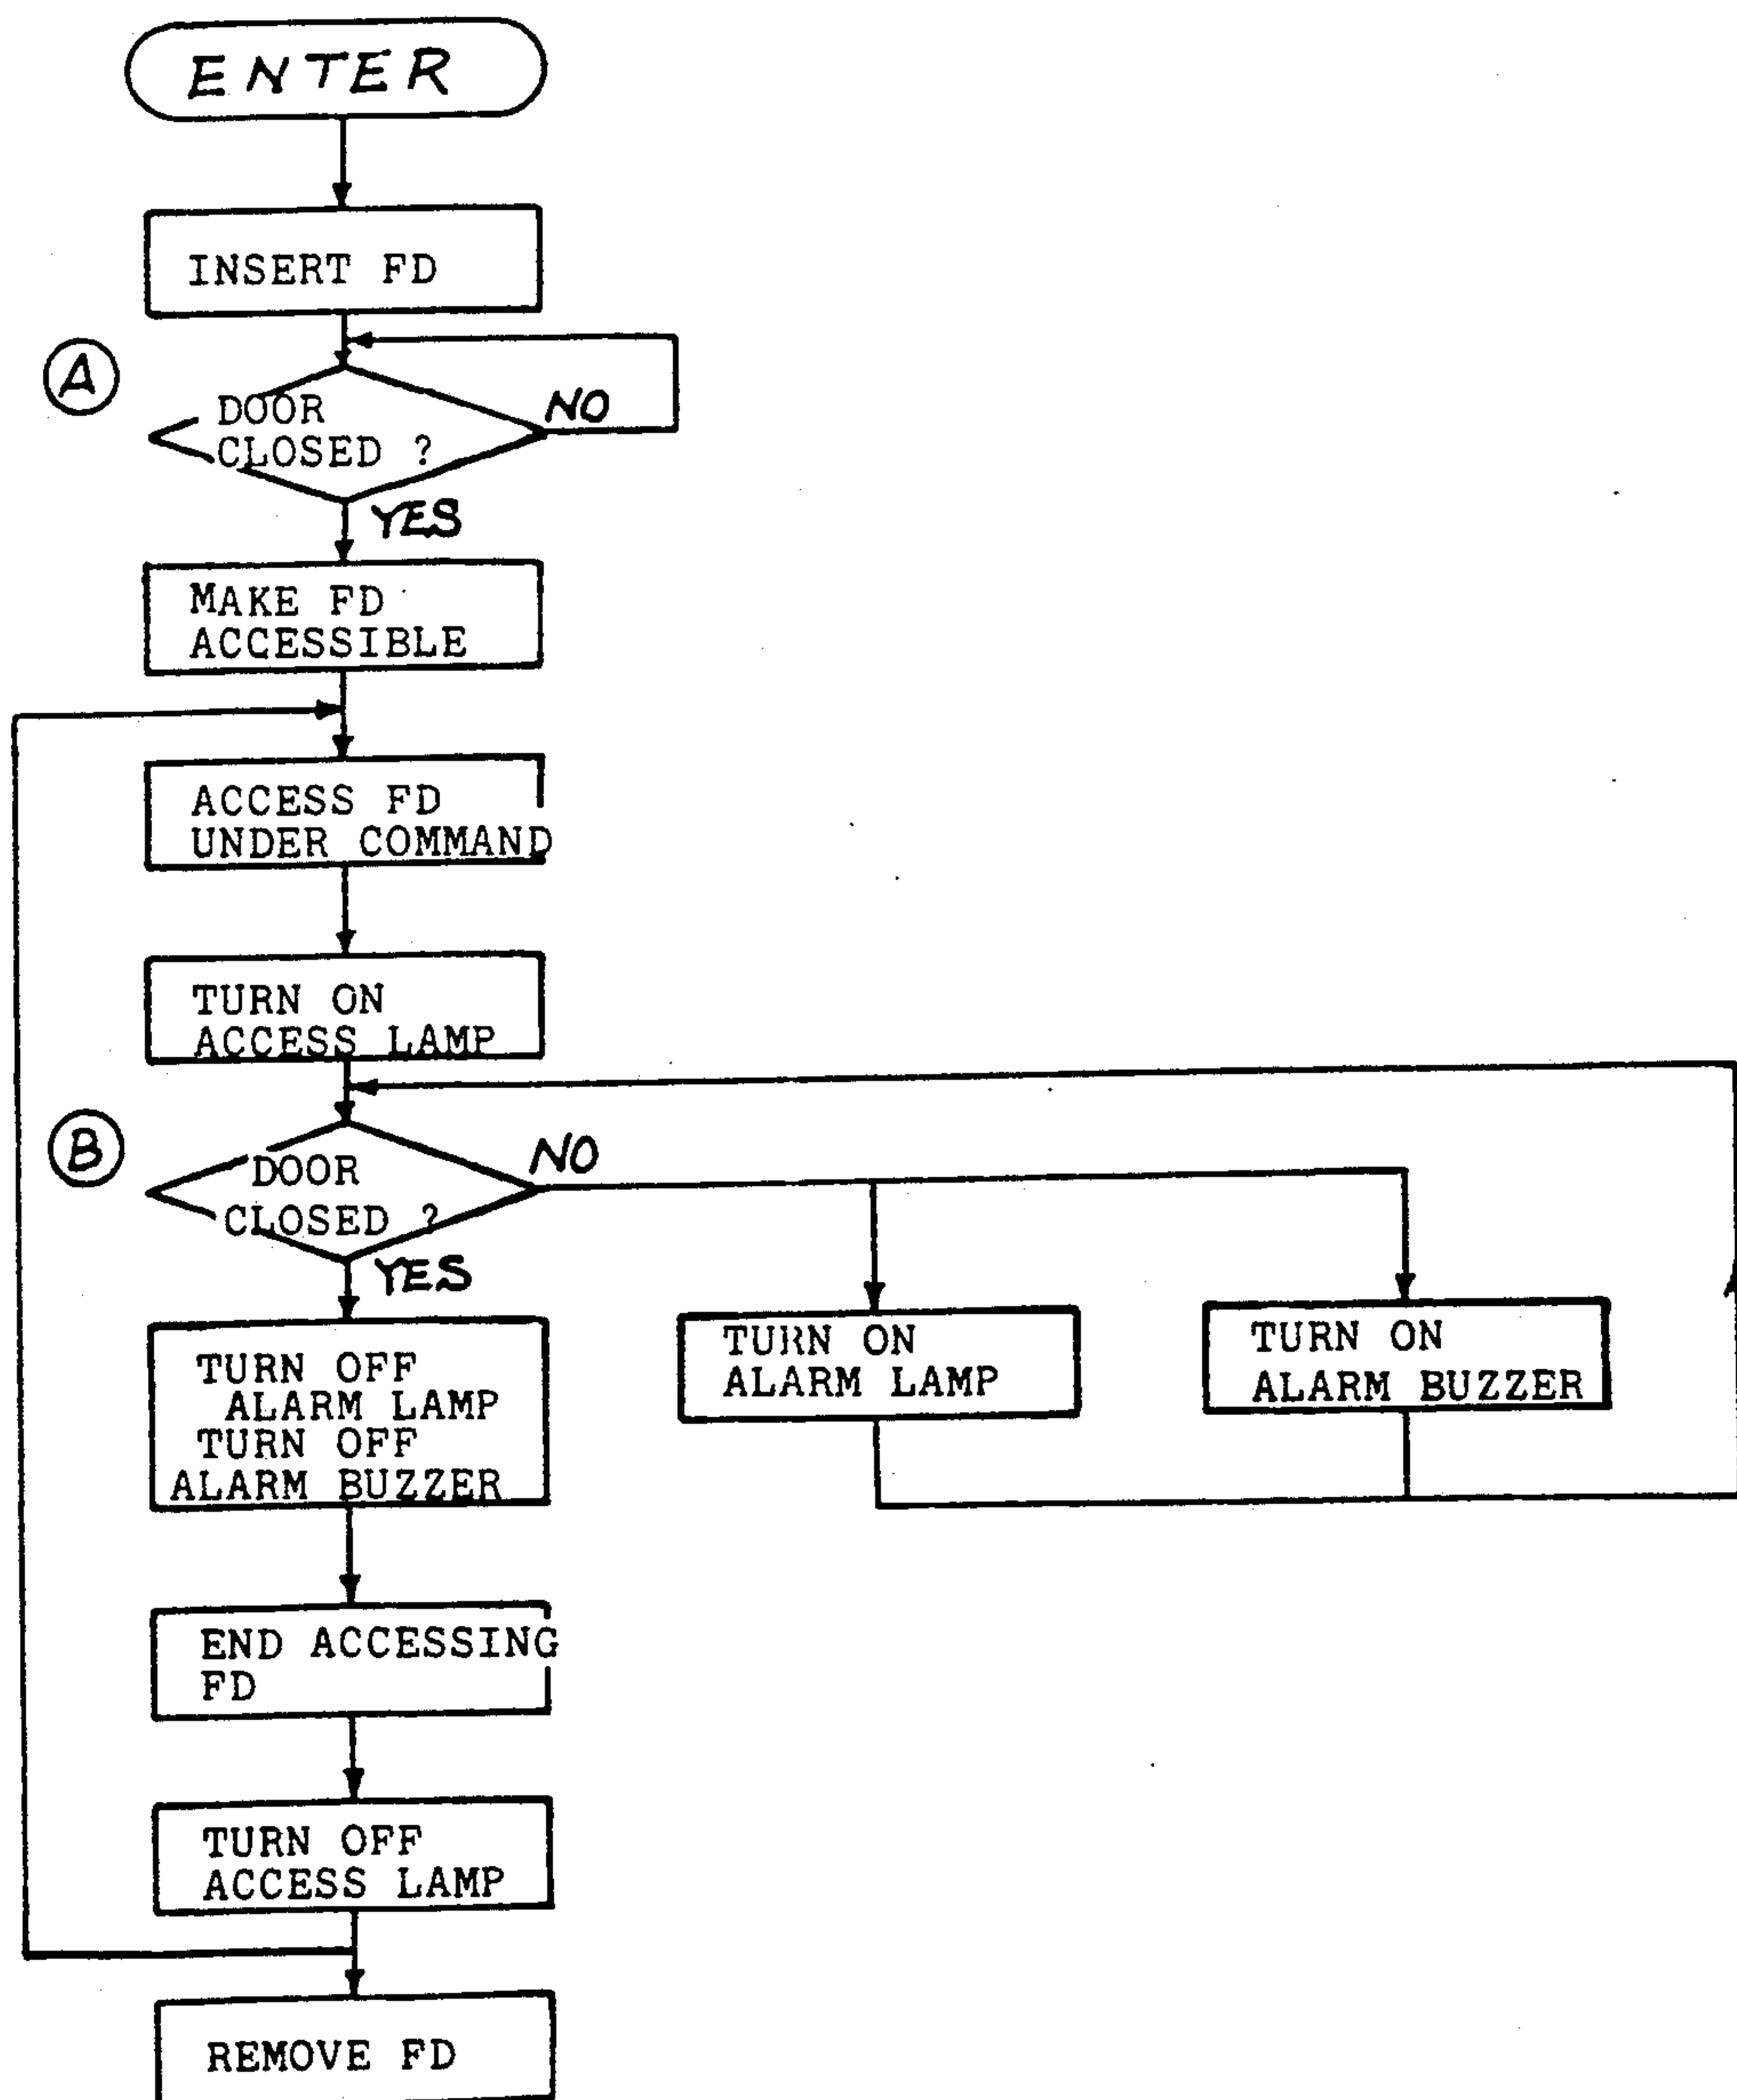 ENTER
INSERT FD
A
DOOR
CLOSED ?
NO
YES
MAKE FD
ACCESSIBLE
ACCESS FD
UNDER COMMAND
TURN ON
ACCESS LAMP
B
DOOR
CLOSED ?
NO
YES
TURN OFF
ALARM LAMP
TURN OFF
ALARM BUZZER
TURN ON
ALARM LAMP
TURN ON
ALARM BUZZER
END ACCESSING
FD
TURN OFF
ACCESS LAMP
REMOVE FD